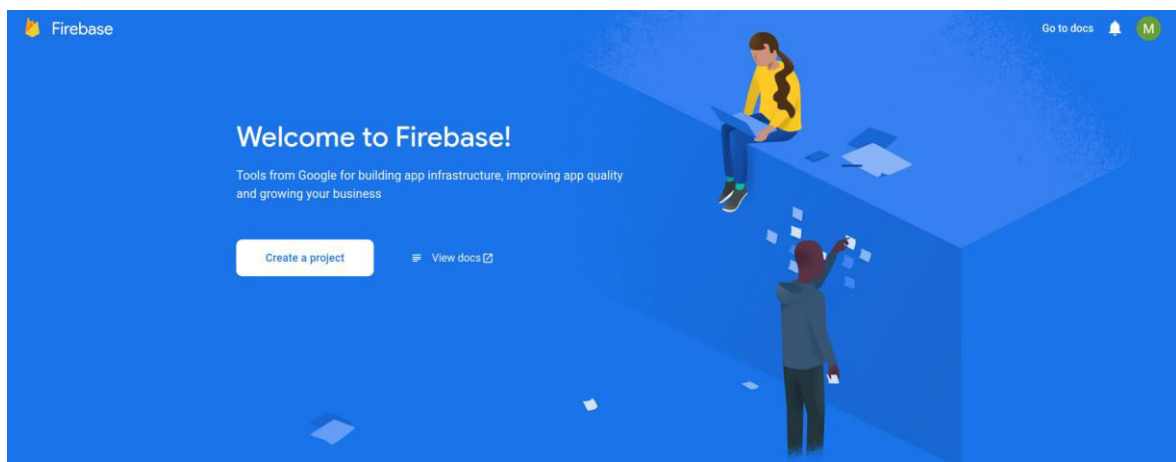 Firebase
Go to docs
M
Welcome to Firebase!
Tools from Google for building app infrastructure, improving app quality
and growing your business
Create a project
View docs